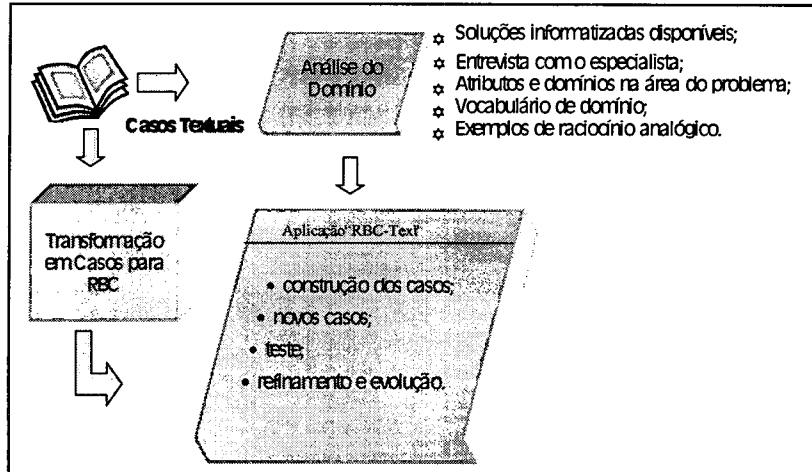 Casos Textuais
Análise do
Domínio
Soluções informatizadas disponíveis;
Entrevista com o especialista;
Atributos e domínios na área do problema;
Vocabulário de domínio;
Exemplos de raciocínio analógico.
Transformação
em Casos para
RBC
Aplicação"RBC-Text"
• construção dos casos;
• novos casos;
• teste;
• refinamento e evolução.